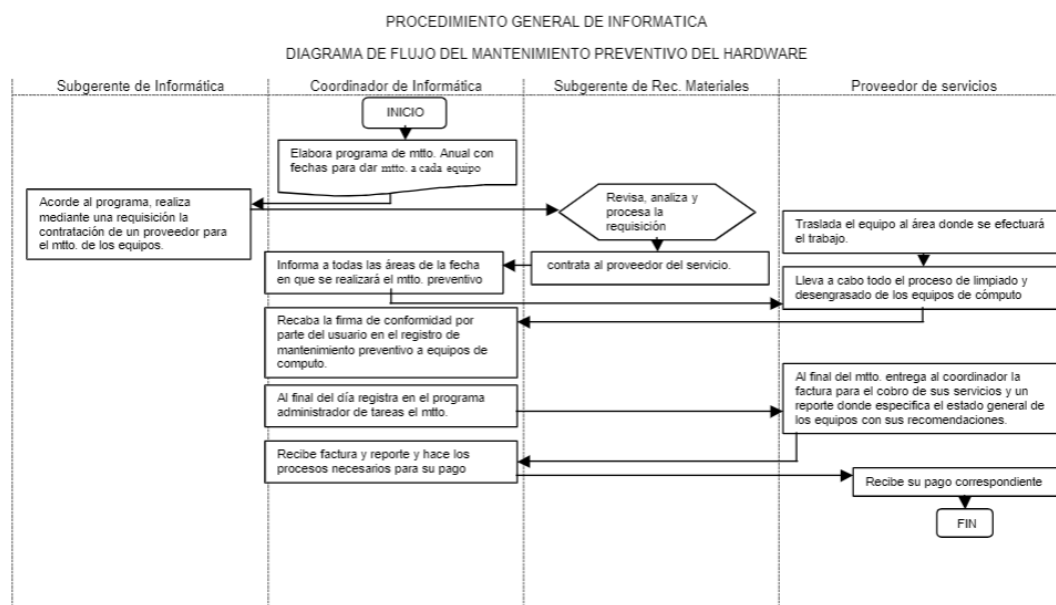 PROCEDIMIENTO GENERAL DE INFORMATICA
DIAGRAMA DE FLUJO DEL MANTENIMIENTO PREVENTIVO DEL HARDWARE
Subgerente de Informática
Coordinador de Informática
Subgerente de Rec. Materiales
Proveedor de servicios
INICIO
Elabora programa de mtto. Anual con
fechas para dar mtto. a cada equipo
Acorde al programa, realiza
mediante una requisición la
contratación de un proveedor para
el mtto. de los equipos.
Revisa, analiza y
procesa la
requisición
Traslada el equipo al área donde se efectuará
el trabajo.
Informa a todas las áreas de la fecha
en que se realizará el mtto. preventivo
contrata al proveedor del servicio.
Lleva a cabo todo el proceso de limpiado y
desengrasado de los equipos de cómputo
Recaba la firma de conformidad por
parte del usuario en el registro de
mantenimiento preventivo a equipos de
computo.
Al final del día registra en el programa
administrador de tareas el mtto.
Al final del mtto. entrega al coordinador la
factura para el cobro de sus servicios y un
reporte donde especifica el estado general de
los equipos con sus recomendaciones.
Recibe factura y reporte y hace los
procesos necesarios para su pago
Recibe su pago correspondiente
FIN